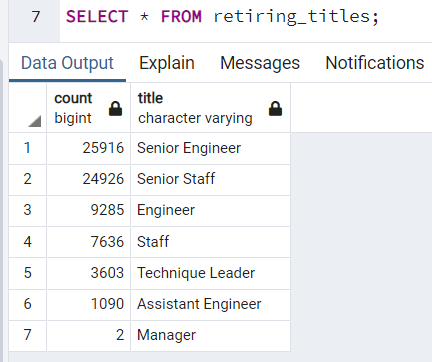 7 SELECT * FROM retiring_titles;
Data Output Explain Messages Notifications
count title
bigint character varying
1 25916 Senior Engineer
2 24926 Senior Staff
3 9285 Engineer
4 7636 Staff
5 3603 Technique Leader
6 1090 Assistant Engineer
7 2 Manager